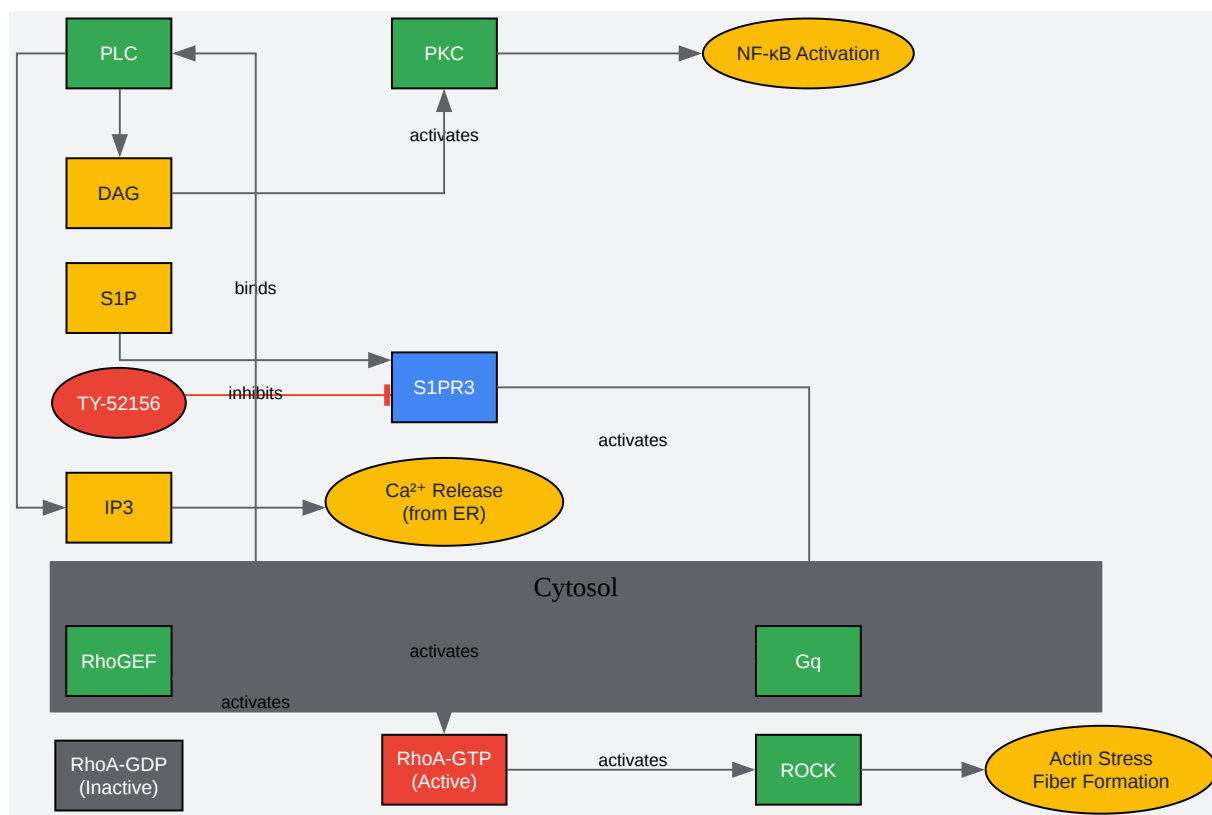 PLC
PKC
NF-κB Activation
activates
DAG
binds
S1P
S1PR3
TY-52156
inhibits
activates
IP3
Ca²⁺ Release
(from ER)
Cytosol
RhoGEF
activates
Gq
activates
RhoA-GDP
(Inactive)
RhoA-GTP
(Active)
activates
ROCK
Actin Stress
Fiber Formation